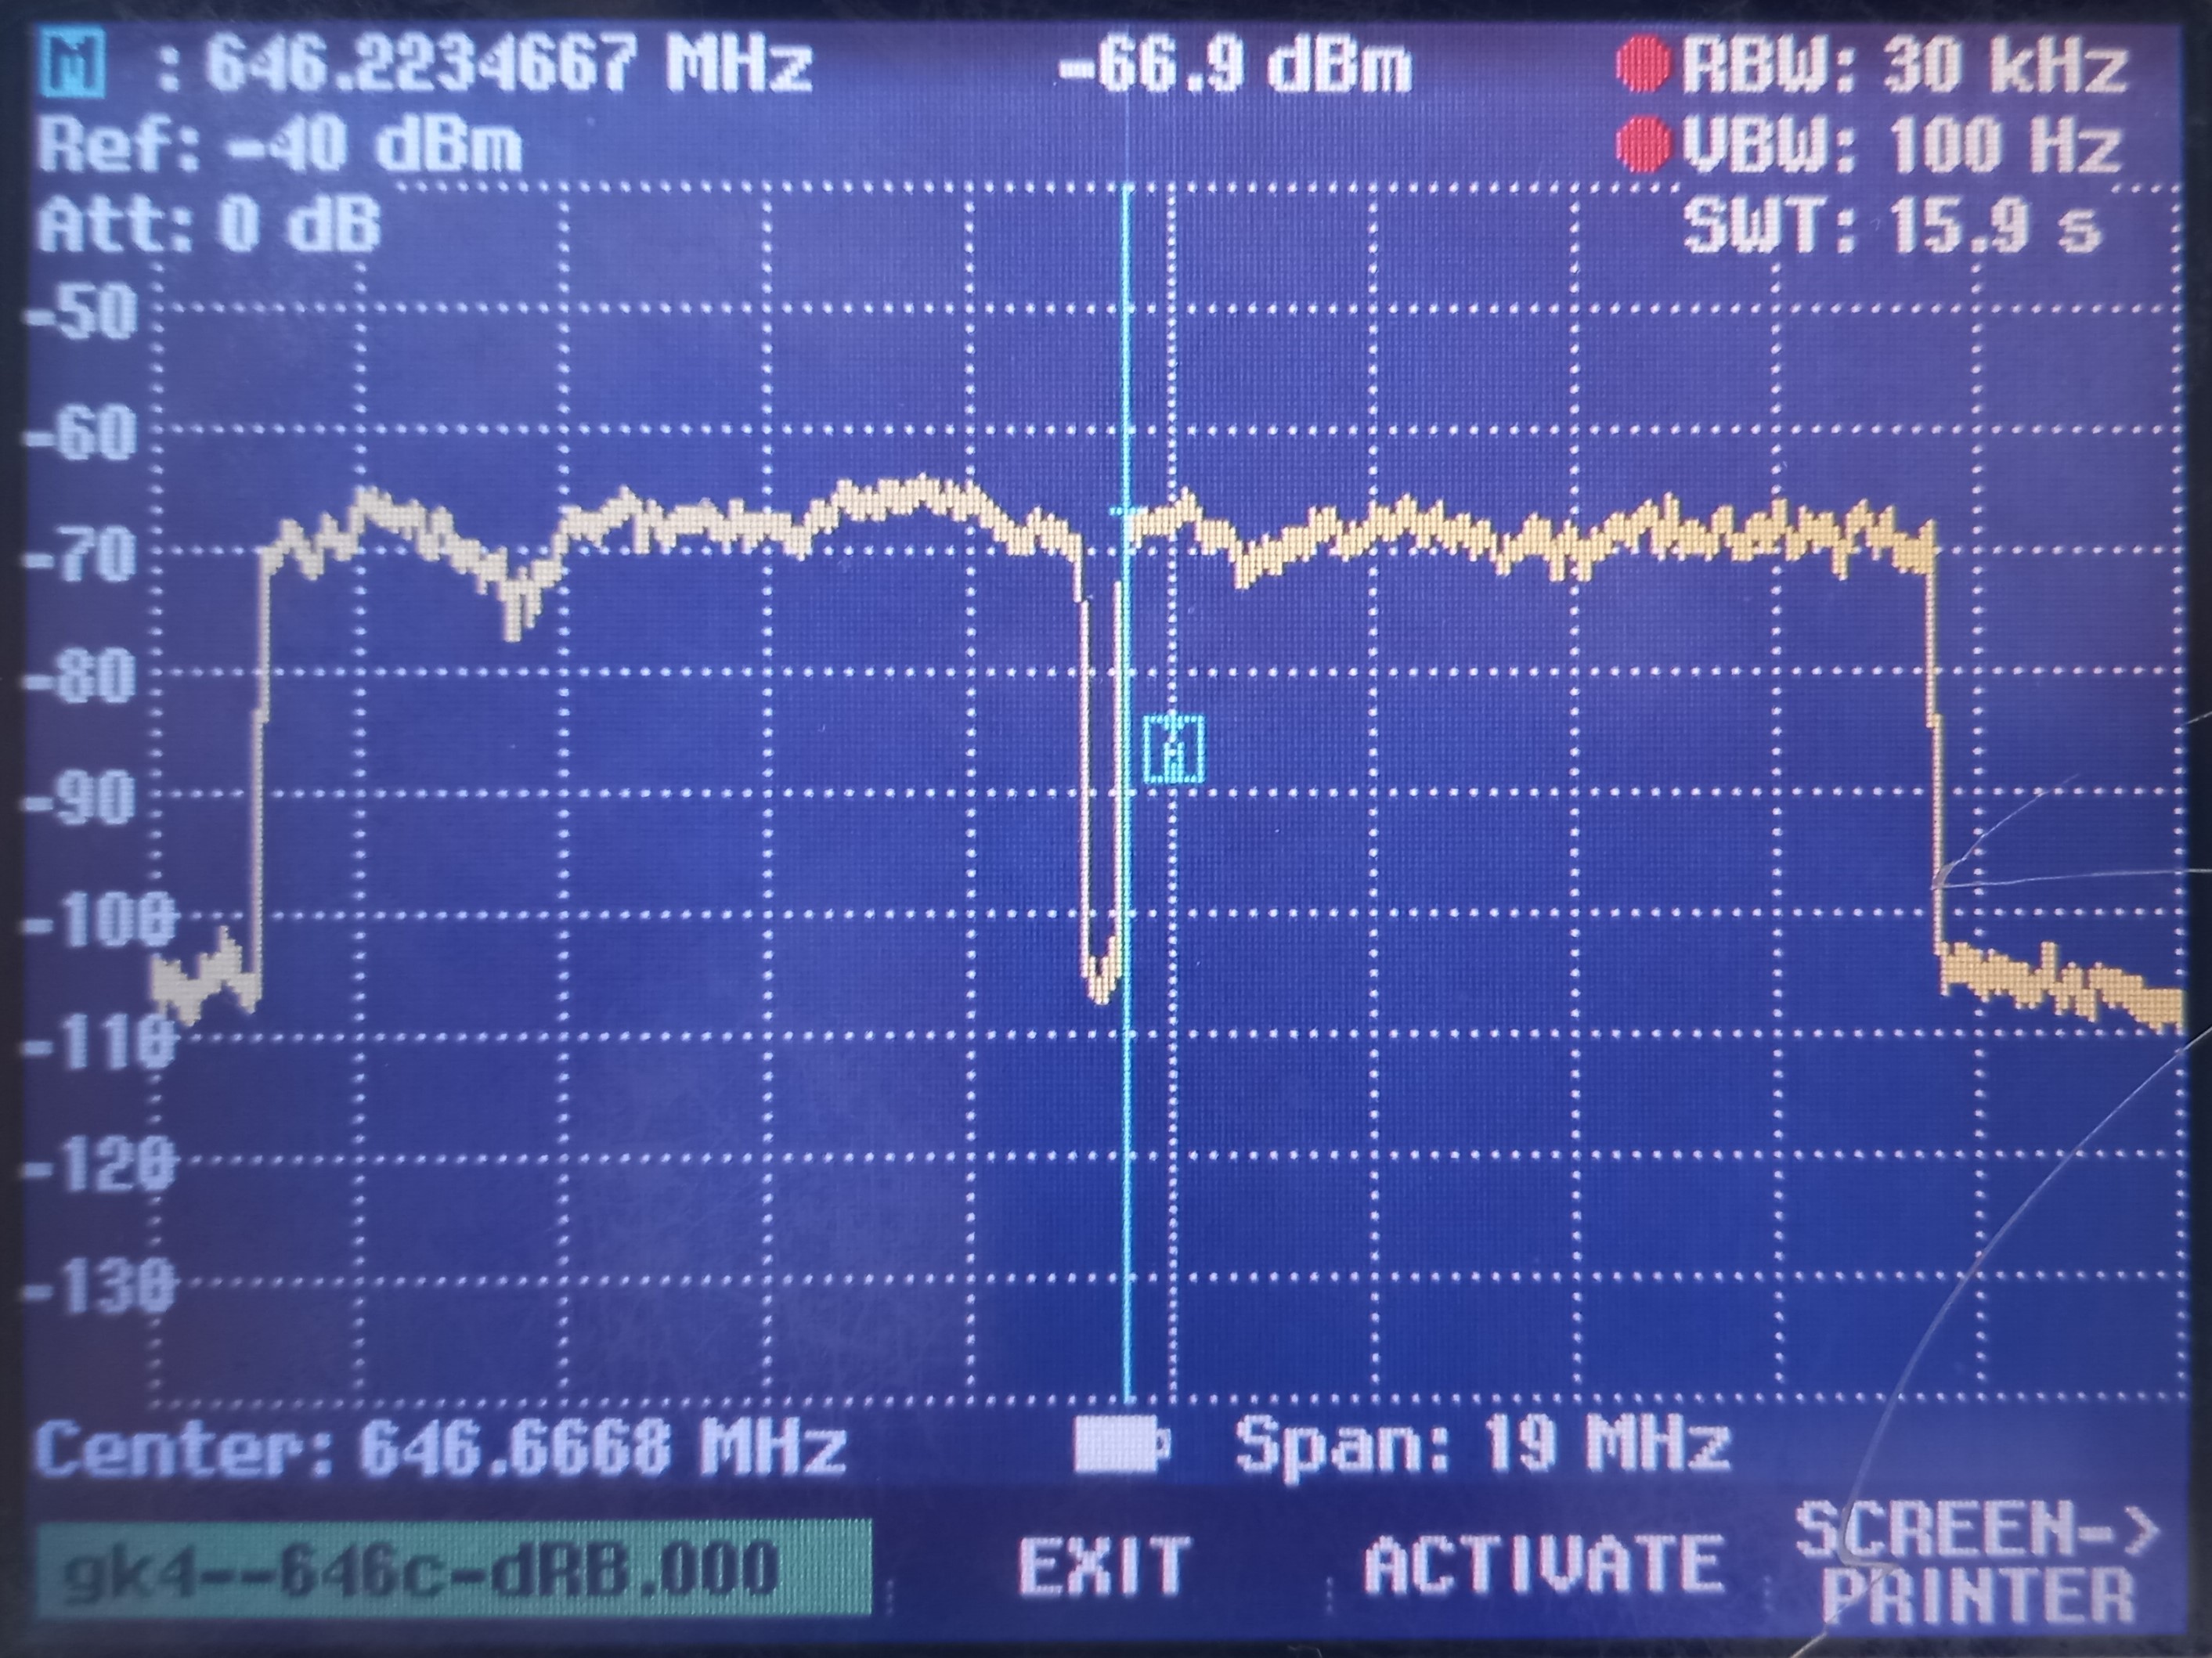 M : 646.2234667 MHz -66.9 dBm RBW: 30 kHz
Ref: -40 dBm VBW: 100 Hz
Att: 0 dB SWT: 15.9 s
-50
-60
-70
-80
-90
-100
-110
-120
-130
Center: 646.6668 MHz Span: 19 MHz
gk4--646c-dRB.000 EXIT ACTIVATE SCREEN->
PRINTER